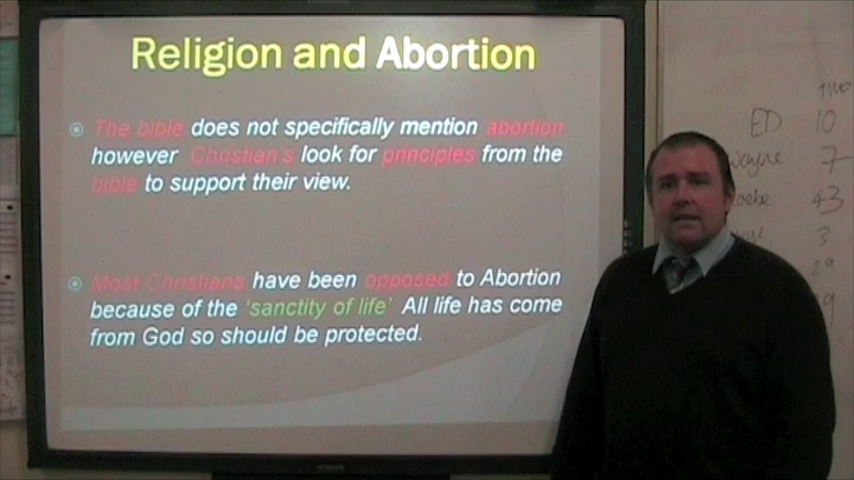 Religion and Abortion
The bible does not specifically mention abortion
however Christian's look for principles from the
bible to support their view.
Most Christians have been opposed to Abortion
because of the 'sanctity of life' All life has come
from God so should be protected.
ED 10
wayne 7
43
3
29